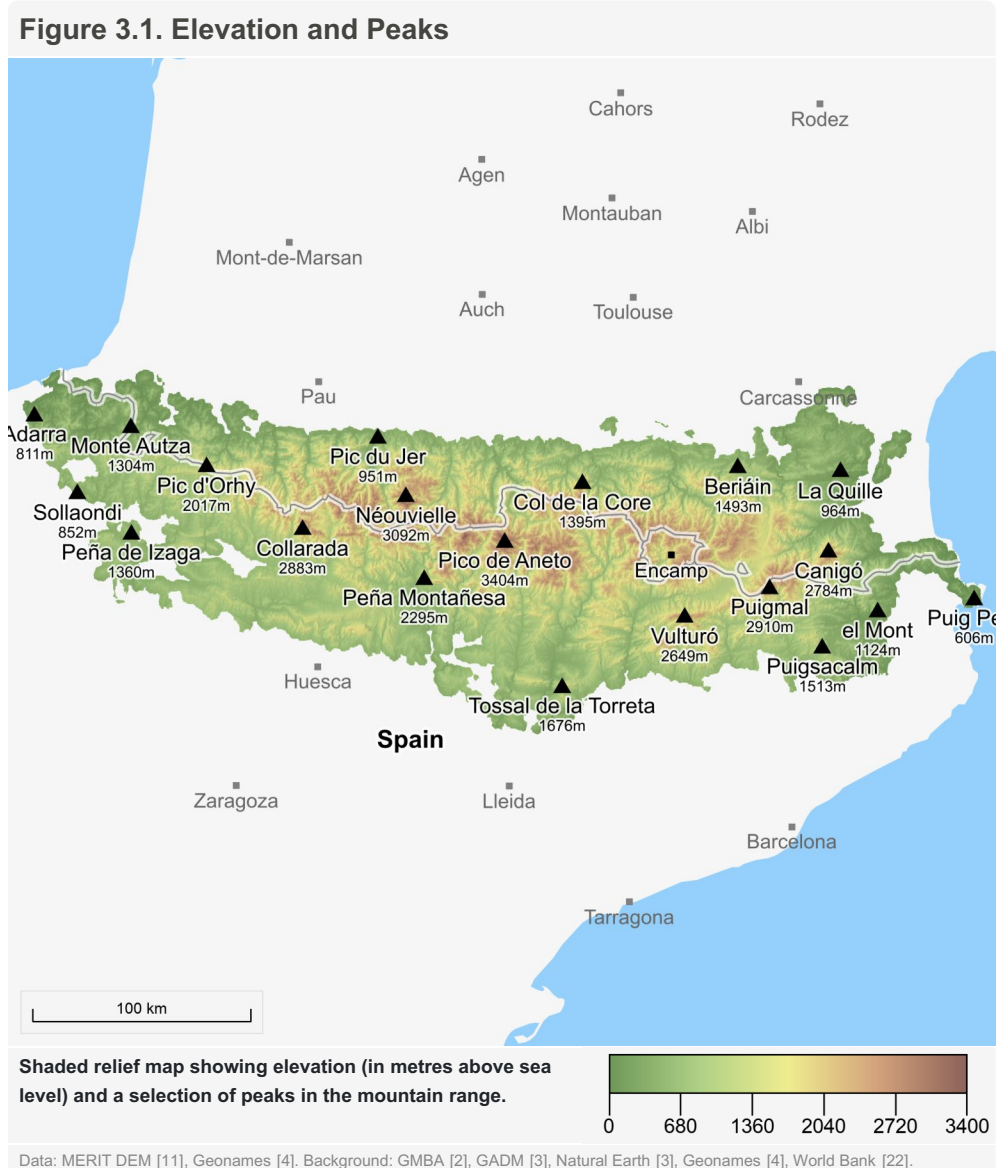 Figure 3.1. Elevation and Peaks
Cahors
Rodez
Agen
Montauban
Albi
Mont-de-Marsan
Auch
Toulouse
Pau
Carcassonne
Adarra
811m
Monte Autza
1304m
Pic du Jer
951m
Pic d'Orhy
2017m
Col de la Core
1395m
Beriáin
1493m
La Quille
964m
Sollaondi
852m
Néouvielle
3092m
Peña de Izaga
1360m
Collarada
2883m
Pico de Aneto
3404m
Encamp
Canigó
2784m
Peña Montañesa
2295m
Puigmal
2910m
Puig Pe
606m
Vulturó
2649m
el Mont
1124m
Puigsacalm
1513m
Huesca
Tossal de la Torreta
1676m
Spain
Zaragoza
Lleida
Barcelona
Tarragona
100 km
Shaded relief map showing elevation (in metres above sea
level) and a selection of peaks in the mountain range.
0 680 1360 2040 2720 3400
Data: MERIT DEM [11], Geonames [4]. Background: GMBA [2], GADM [3], Natural Earth [3], Geonames [4], World Bank [22].